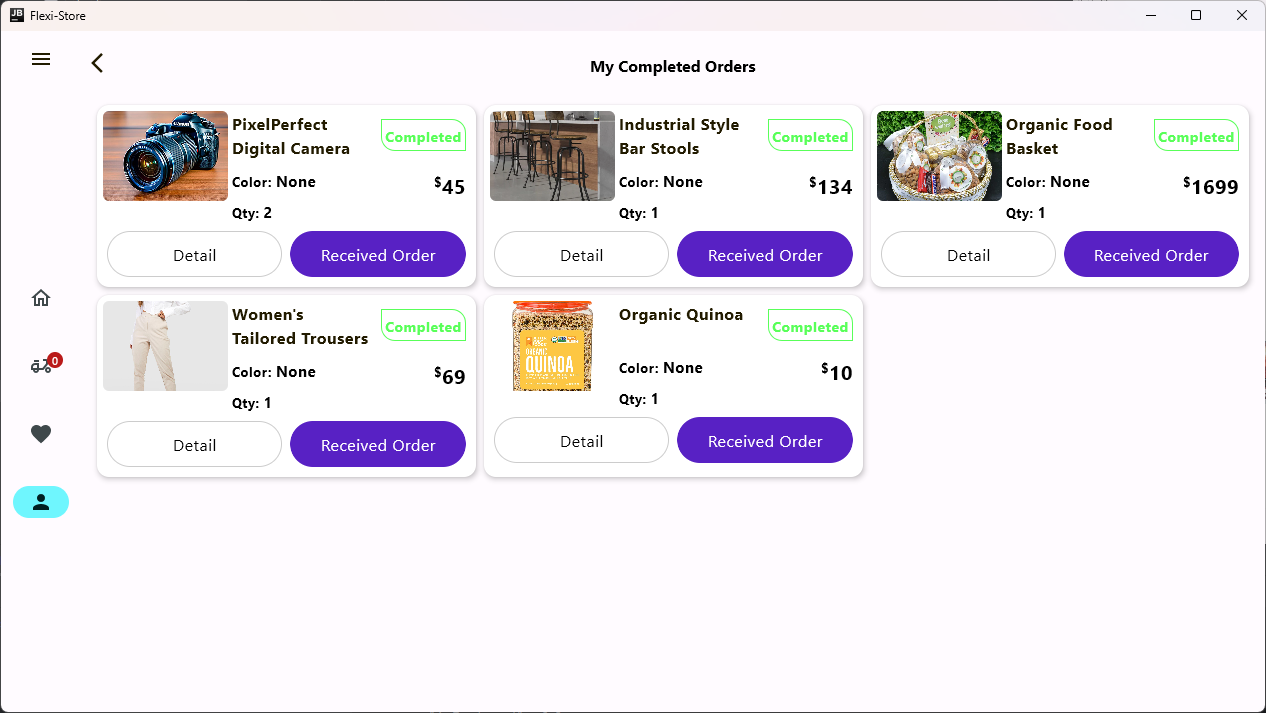 JB Flexi-Store
My Completed Orders
PixelPerfect
Digital Camera
Completed
Color: None
$45
Qty: 2
Detail
Received Order
Industrial Style
Bar Stools
Completed
Color: None
$134
Qty: 1
Detail
Received Order
Organic Food
Basket
Completed
Color: None
$1699
Qty: 1
Detail
Received Order
0
Women's
Tailored Trousers
Completed
Color: None
$69
Qty: 1
Detail
Received Order
ORGANIC
QUINOA
Organic Quinoa
Completed
Color: None
$10
Qty: 1
Detail
Received Order